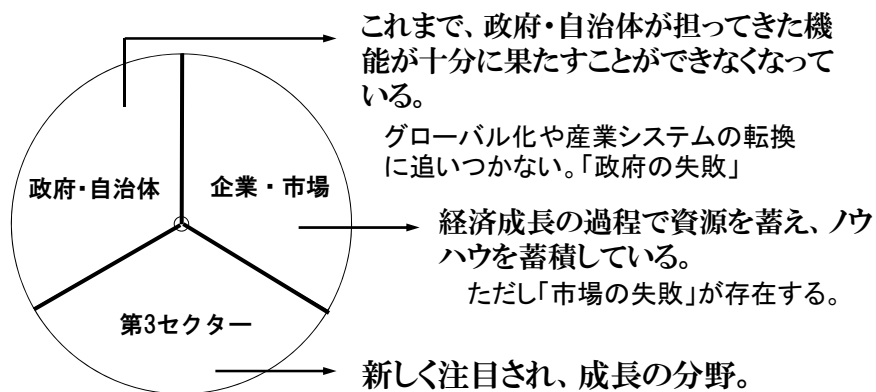 これまで、政府・自治体が担ってきた機
能が十分に果たすことができなくなって
いる。
グローバル化や産業システムの転換
に追いつかない。「政府の失敗」
政府・自治体
企業・市場
経済成長の過程で資源を蓄え、ノウ
ハウを蓄積している。
ただし「市場の失敗」が存在する。
第3セクター
新しく注目され、成長の分野。